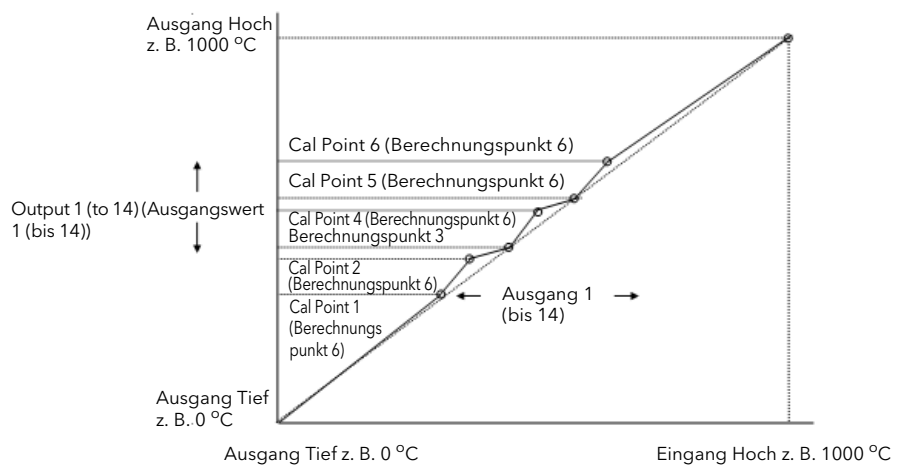 Ausgang Hoch
z. B. 1000 °C
Cal Point 6 (Berechnungspunkt 6)
Cal Point 5 (Berechnungspunkt 6)
Output 1 (to 14) (Ausgangswert
1 (bis 14))
Cal Point 4 (Berechnungspunkt 6)
Berechnungspunkt 3
Cal Point 2
(Berechnungspunkt 6)
Cal Point 1
(Berechnungs
punkt 6)
Ausgang 1
(bis 14)
Ausgang Tief
z. B. 0 °C
Ausgang Tief z. B. 0 °C
Eingang Hoch z. B. 1000 °C